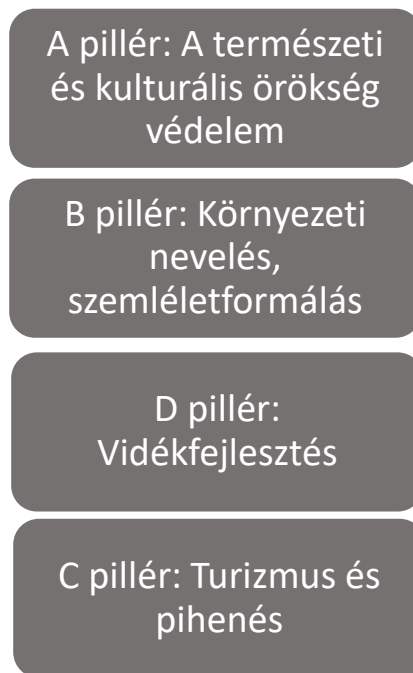 A pillér: A természeti
és kulturális örökség
védelem
B pillér: Környezeti
nevelés,
szemléletformálás
D pillér:
Vidékfejlesztés
C pillér: Turizmus és
pihenés